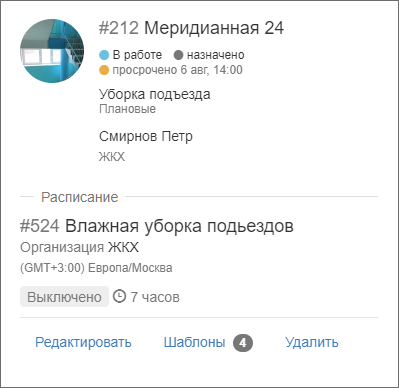 #212 Меридианная 24
В работе назначено
просрочено 6 авг, 14:00
Уборка подъезда
Плановые
Смирнов Петр
ЖКХ
Расписание
#524 Влажная уборка подьездов
Организация ЖКХ
(GMT+3:00) Европа/Москва
Выключено 7 часов
Редактировать Шаблоны 4 Удалить